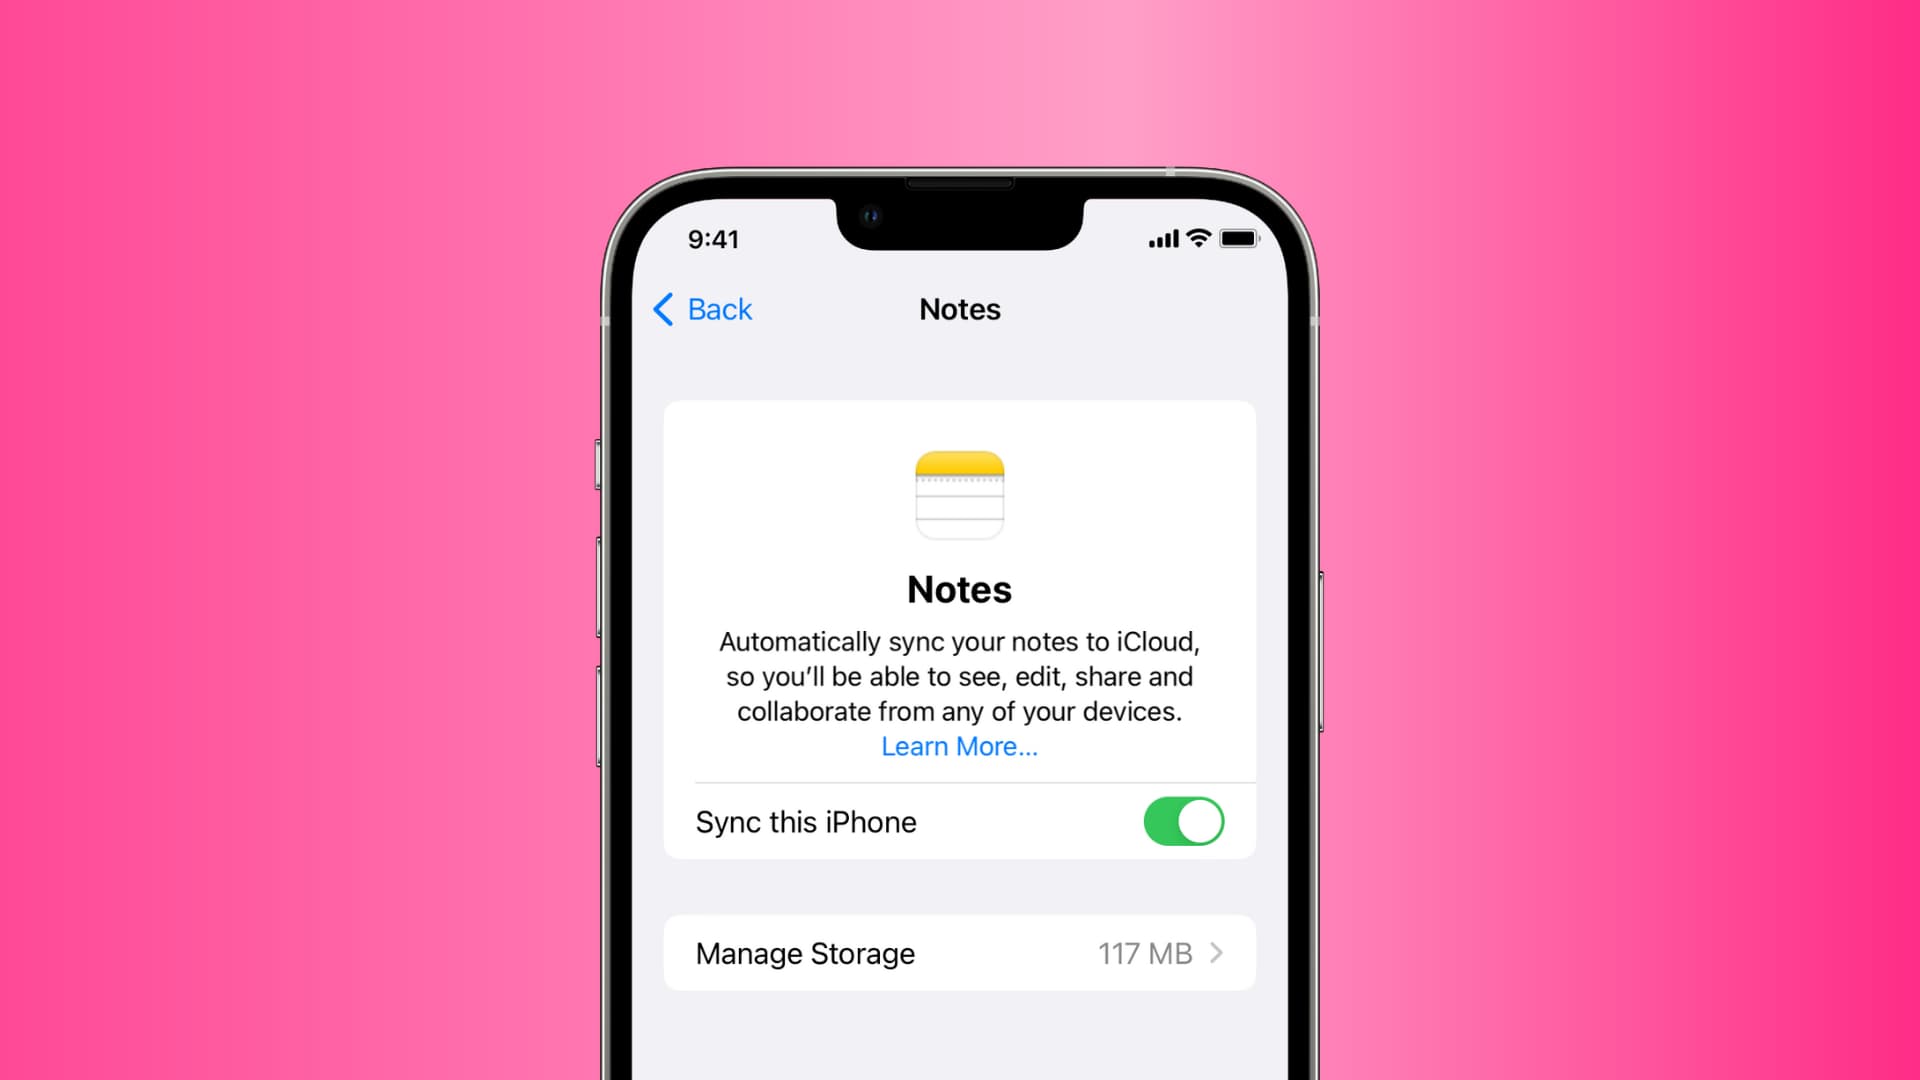 9:41
Back
Notes
Notes
Automatically sync your notes to iCloud,
so you’ll be able to see, edit, share and
collaborate from any of your devices.
Learn More...
Sync this iPhone
Manage Storage 117 MB